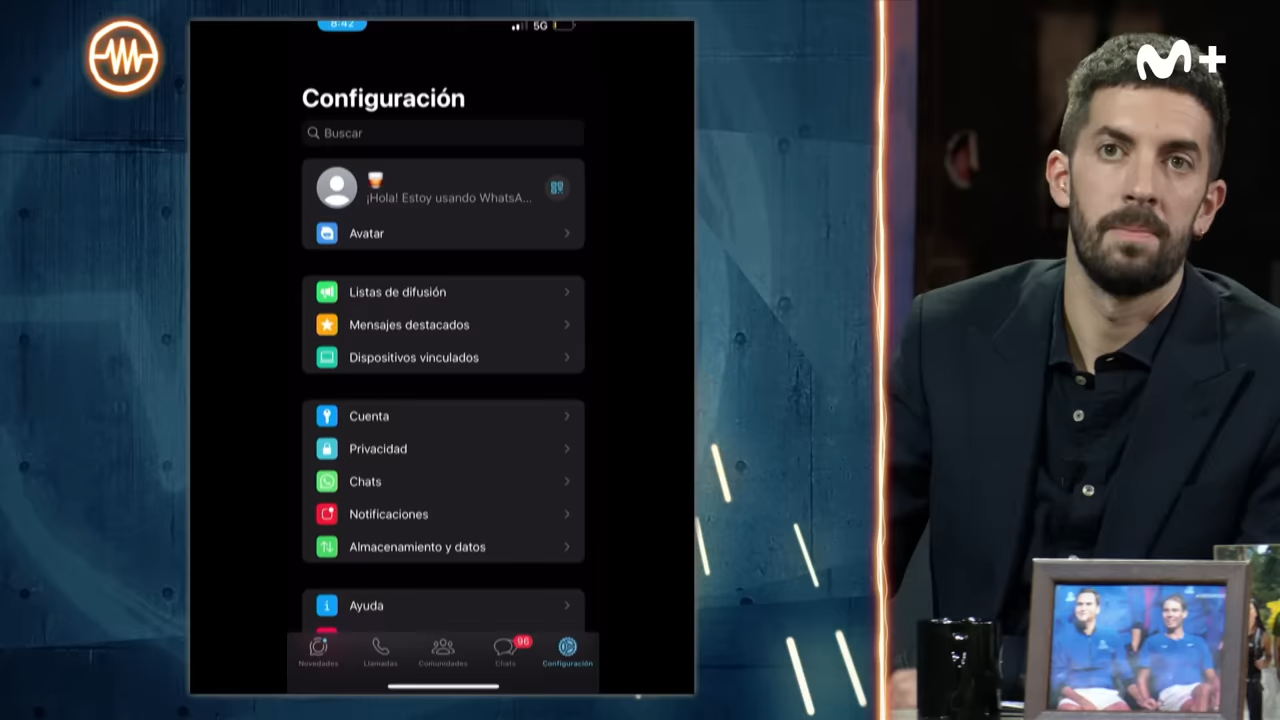 M+
8:42
5G
Configuración
Buscar
¡Hola! Estoy usando WhatsA...
Avatar
Listas de difusión
Mensajes destacados
Dispositivos vinculados
Cuenta
Privacidad
Chats
Notificaciones
Almacenamiento y datos
Ayuda
96
Novedades
Llamadas
Comunidades
Chats
Configuración